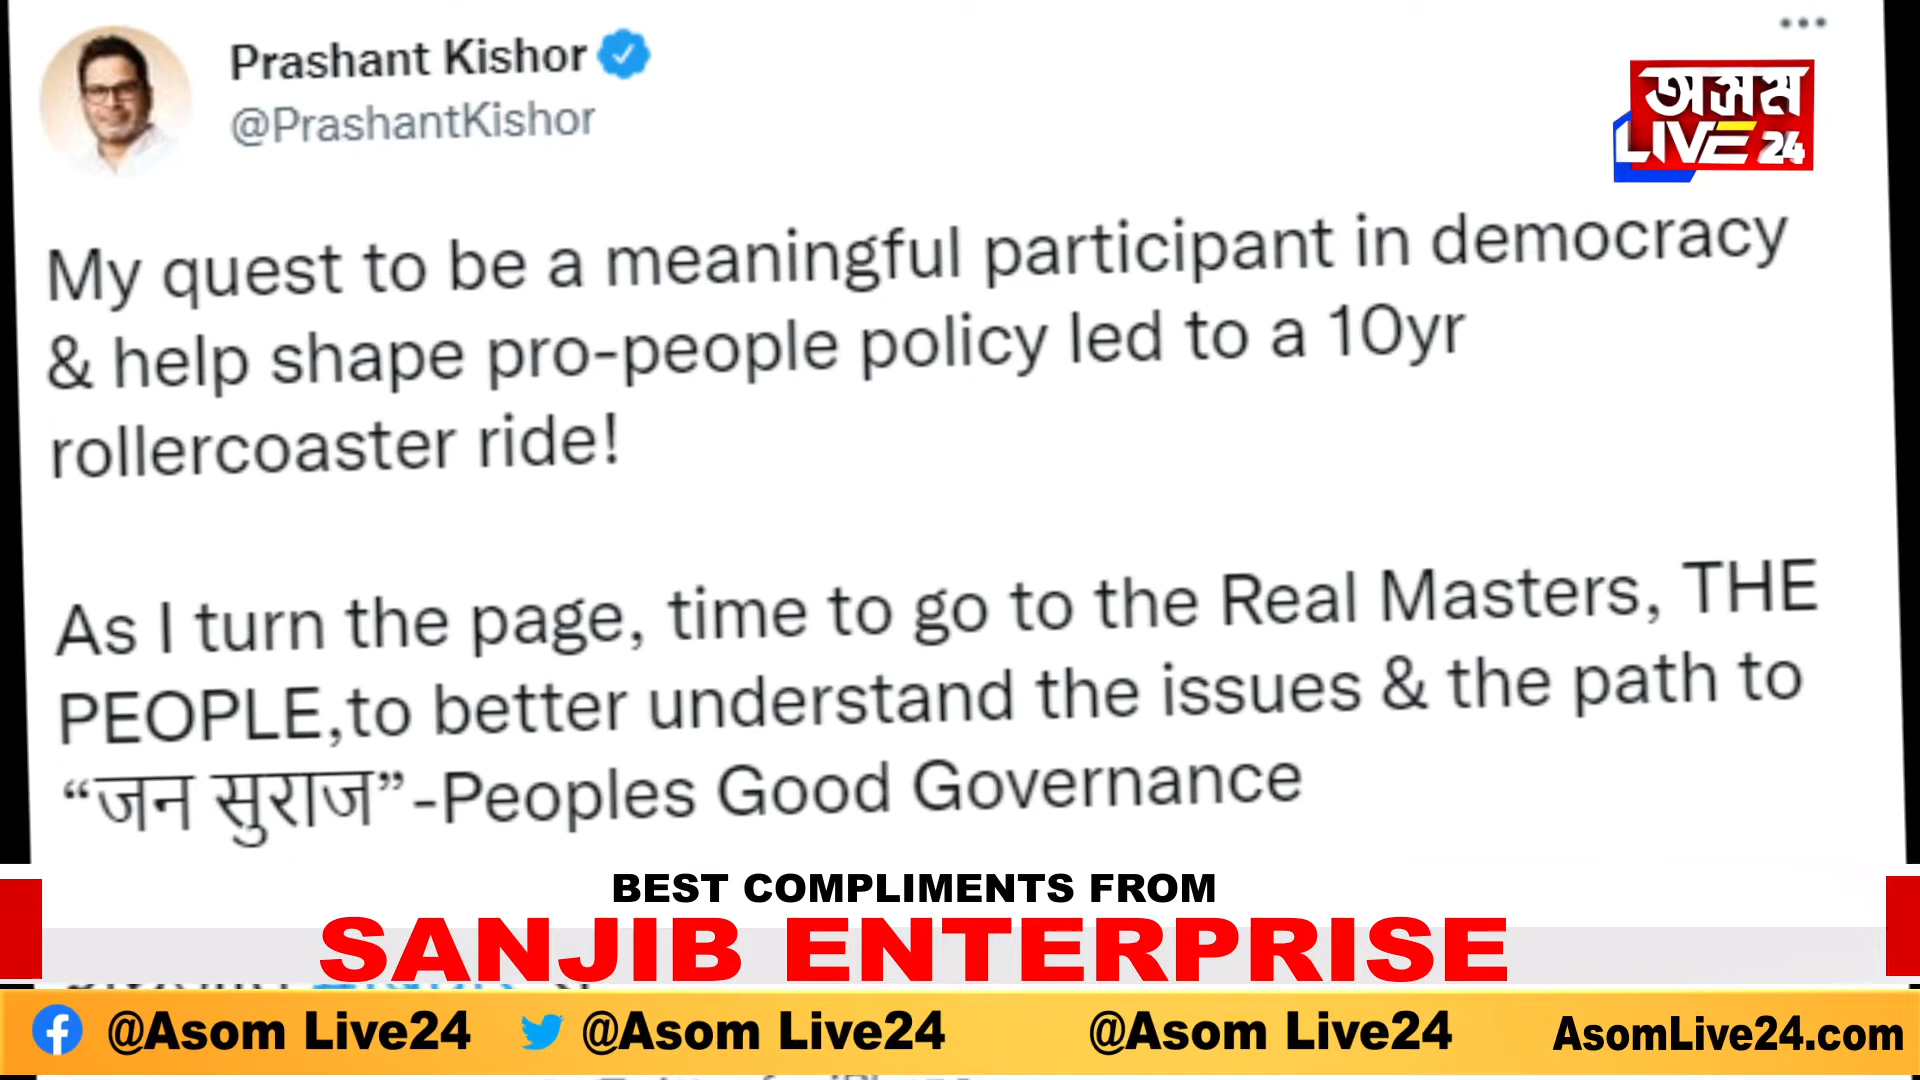 Prashant Kishor
@PrashantKishor
অসম
LIVE 24
My quest to be a meaningful participant in democracy
& help shape pro-people policy led to a 10yr
rollercoaster ride!
As I turn the page, time to go to the Real Masters, THE
PEOPLE,to better understand the issues & the path to
“जन सुराज”-Peoples Good Governance
BEST COMPLIMENTS FROM
SANJIB ENTERPRISE
@Asom Live24 @Asom Live24 @Asom Live24 AsomLive24.com